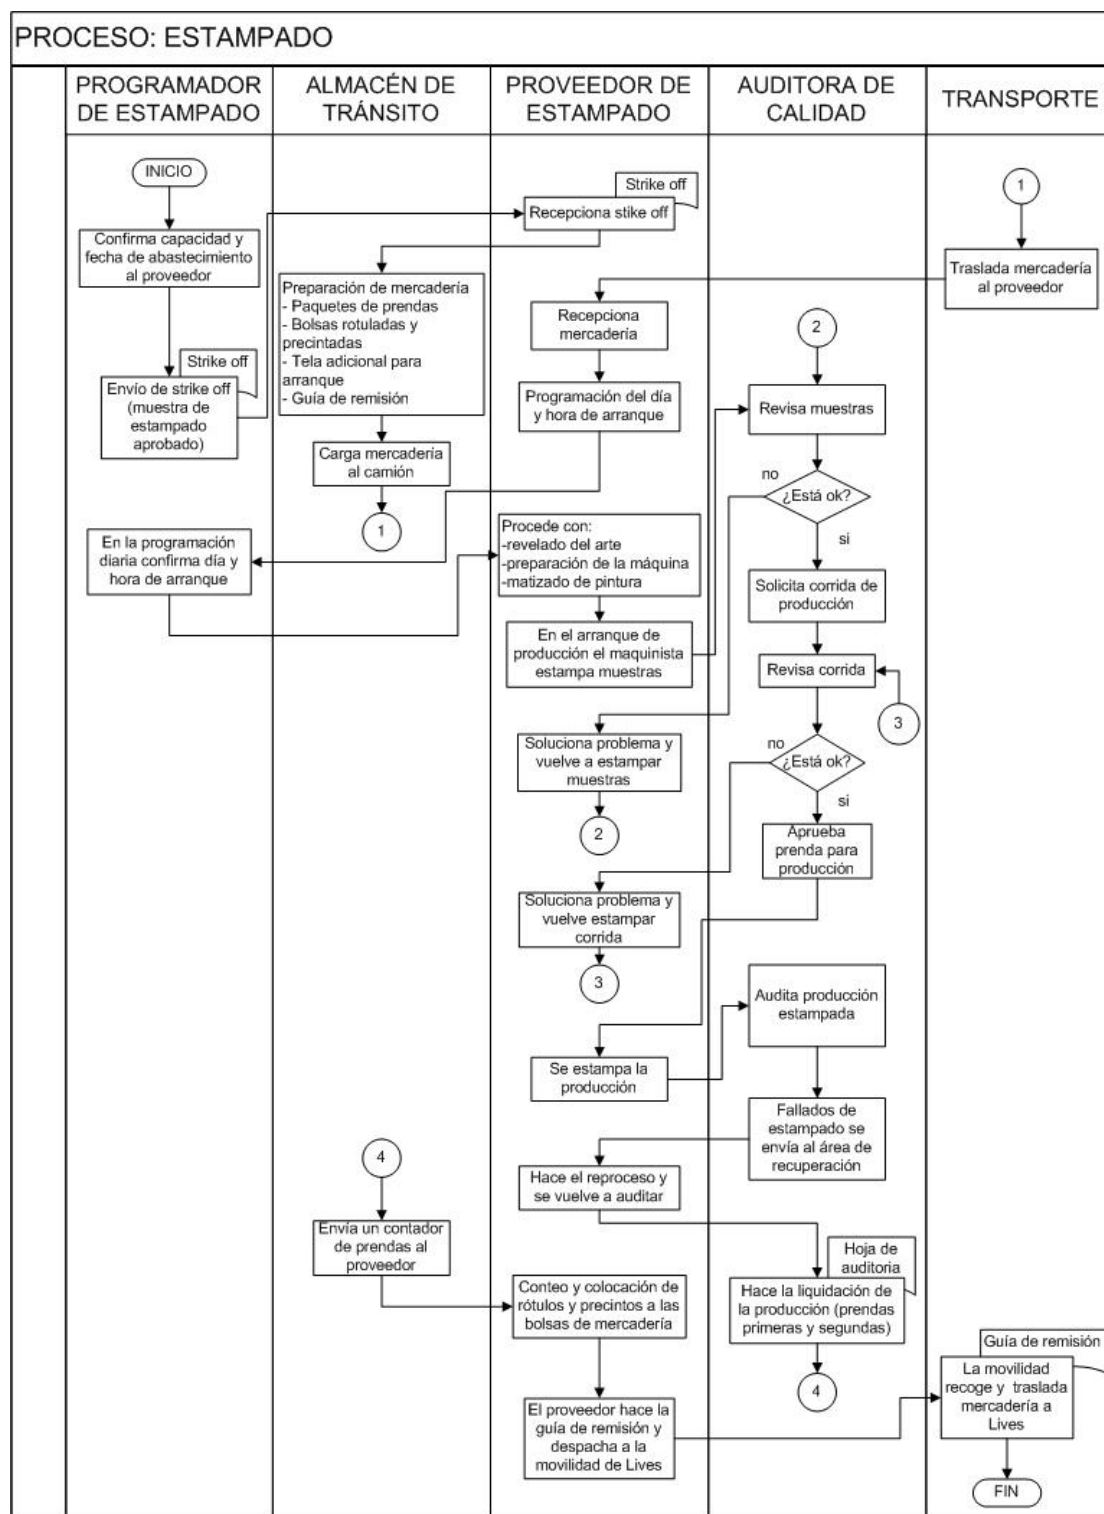 PROCESO: ESTAMPADO
PROGRAMADOR
DE ESTAMPADO
ALMACÉN DE
TRÁNSITO
PROVEEDOR DE
ESTAMPADO
AUDITORA DE
CALIDAD
TRANSPORTE
INICIO
Confirma capacidad y
fecha de abastecimiento
al proveedor
Strike off
Envío de strike off
(muestra de
estampado
aprobado)
Strike off
Recepciona stike off
Preparación de mercadería
- Paquetes de prendas
- Bolsas rotuladas y
precintadas
- Tela adicional para
arranque
- Guía de remisión
Carga mercadería
al camión
1
1
Traslada mercadería
al proveedor
Recepciona
mercadería
Programación del día
y hora de arranque
En la programación
diaria confirma día y
hora de arranque
Procede con:
-revelado del arte
-preparación de la máquina
-matizado de pintura
En el arranque de
producción el maquinista
estampa muestras
2
Revisa muestras
no
¿Está ok?
si
Solicita corrida de
producción
Revisa corrida
3
Soluciona problema y
vuelve a estampar
muestras
2
no
¿Está ok?
si
Aprueba
prenda para
producción
Soluciona problema y
vuelve estampar
corrida
3
Se estampa la
producción
Audita producción
estampada
Fallados de
estampado se
envía al área de
recuperación
Hace el reproceso y
se vuelve a auditar
Hoja de
auditoria
Hace la liquidación de
la producción (prendas
primeras y segundas)
4
4
Envía un contador
de prendas al
proveedor
Conteo y colocación de
rótulos y precintos a las
bolsas de mercadería
El proveedor hace la
guía de remisión y
despacha a la
movilidad de Lives
Guía de remisión
La movilidad
recoge y traslada
mercadería a
Lives
FIN